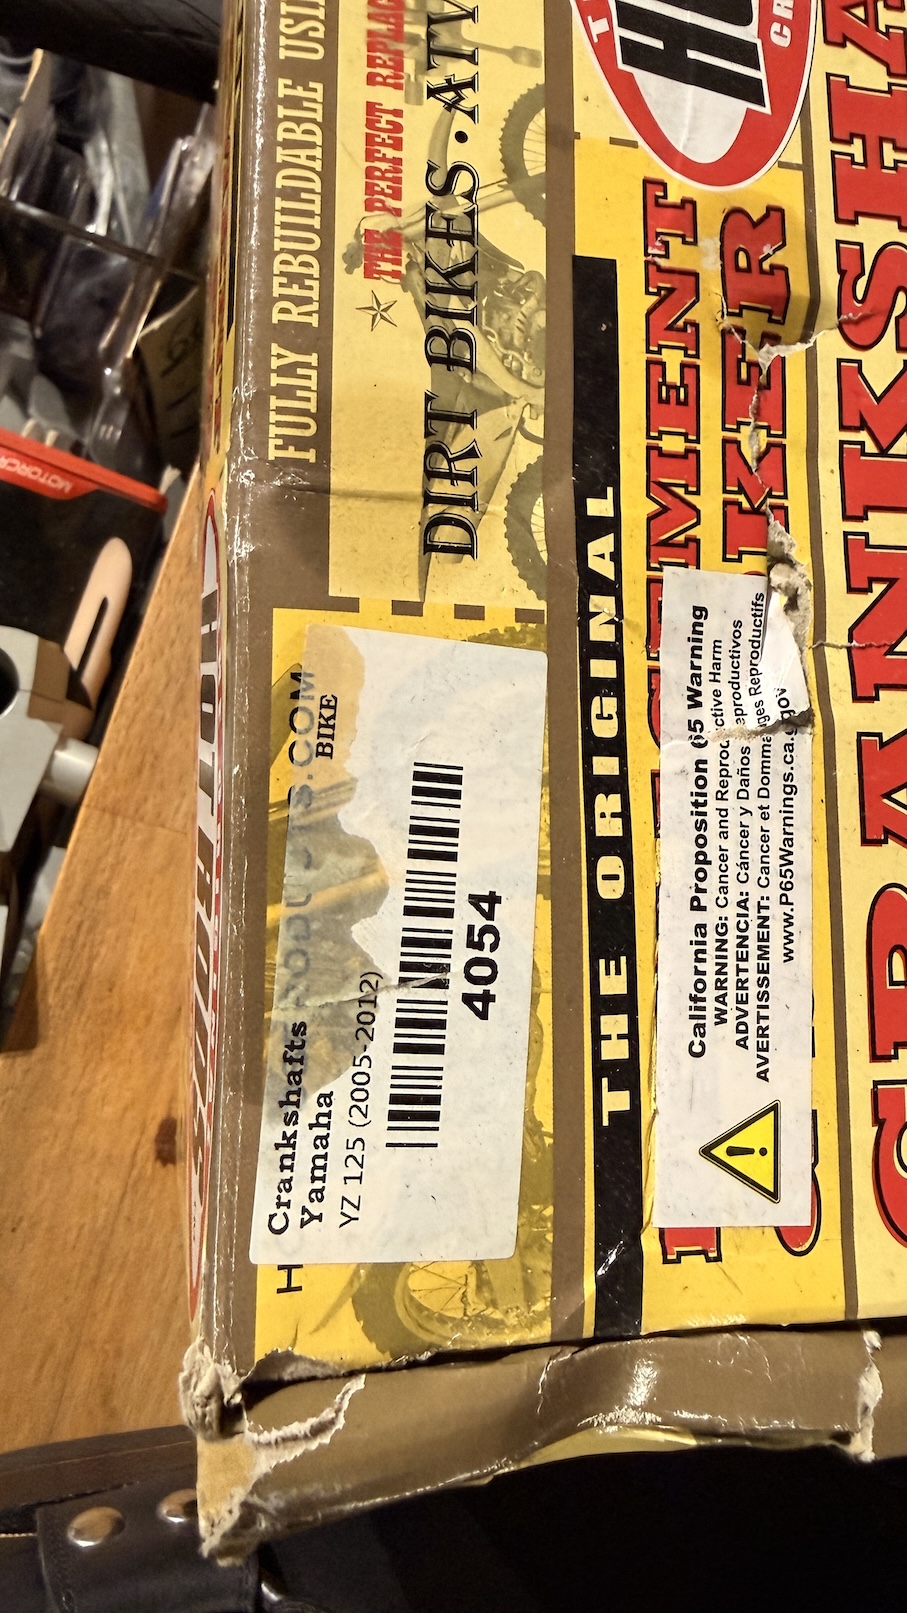 FULLY REBUILDABLE
THE PERFECT
DIRT BIKES • ATV
THE ORIGINAL
BIKE
Crankshafts
Yamaha
YZ 125 (2005-2012)
4054
California Proposition 65 Warning
WARNING: Cancer and Reproductive Harm
ADVERTENCIA: Cáncer y Daños Reproductivos
AVERTISSEMENT: Cancer et Dommages Reproductifs
www.P65Warnings.ca.gov
MOTORCR